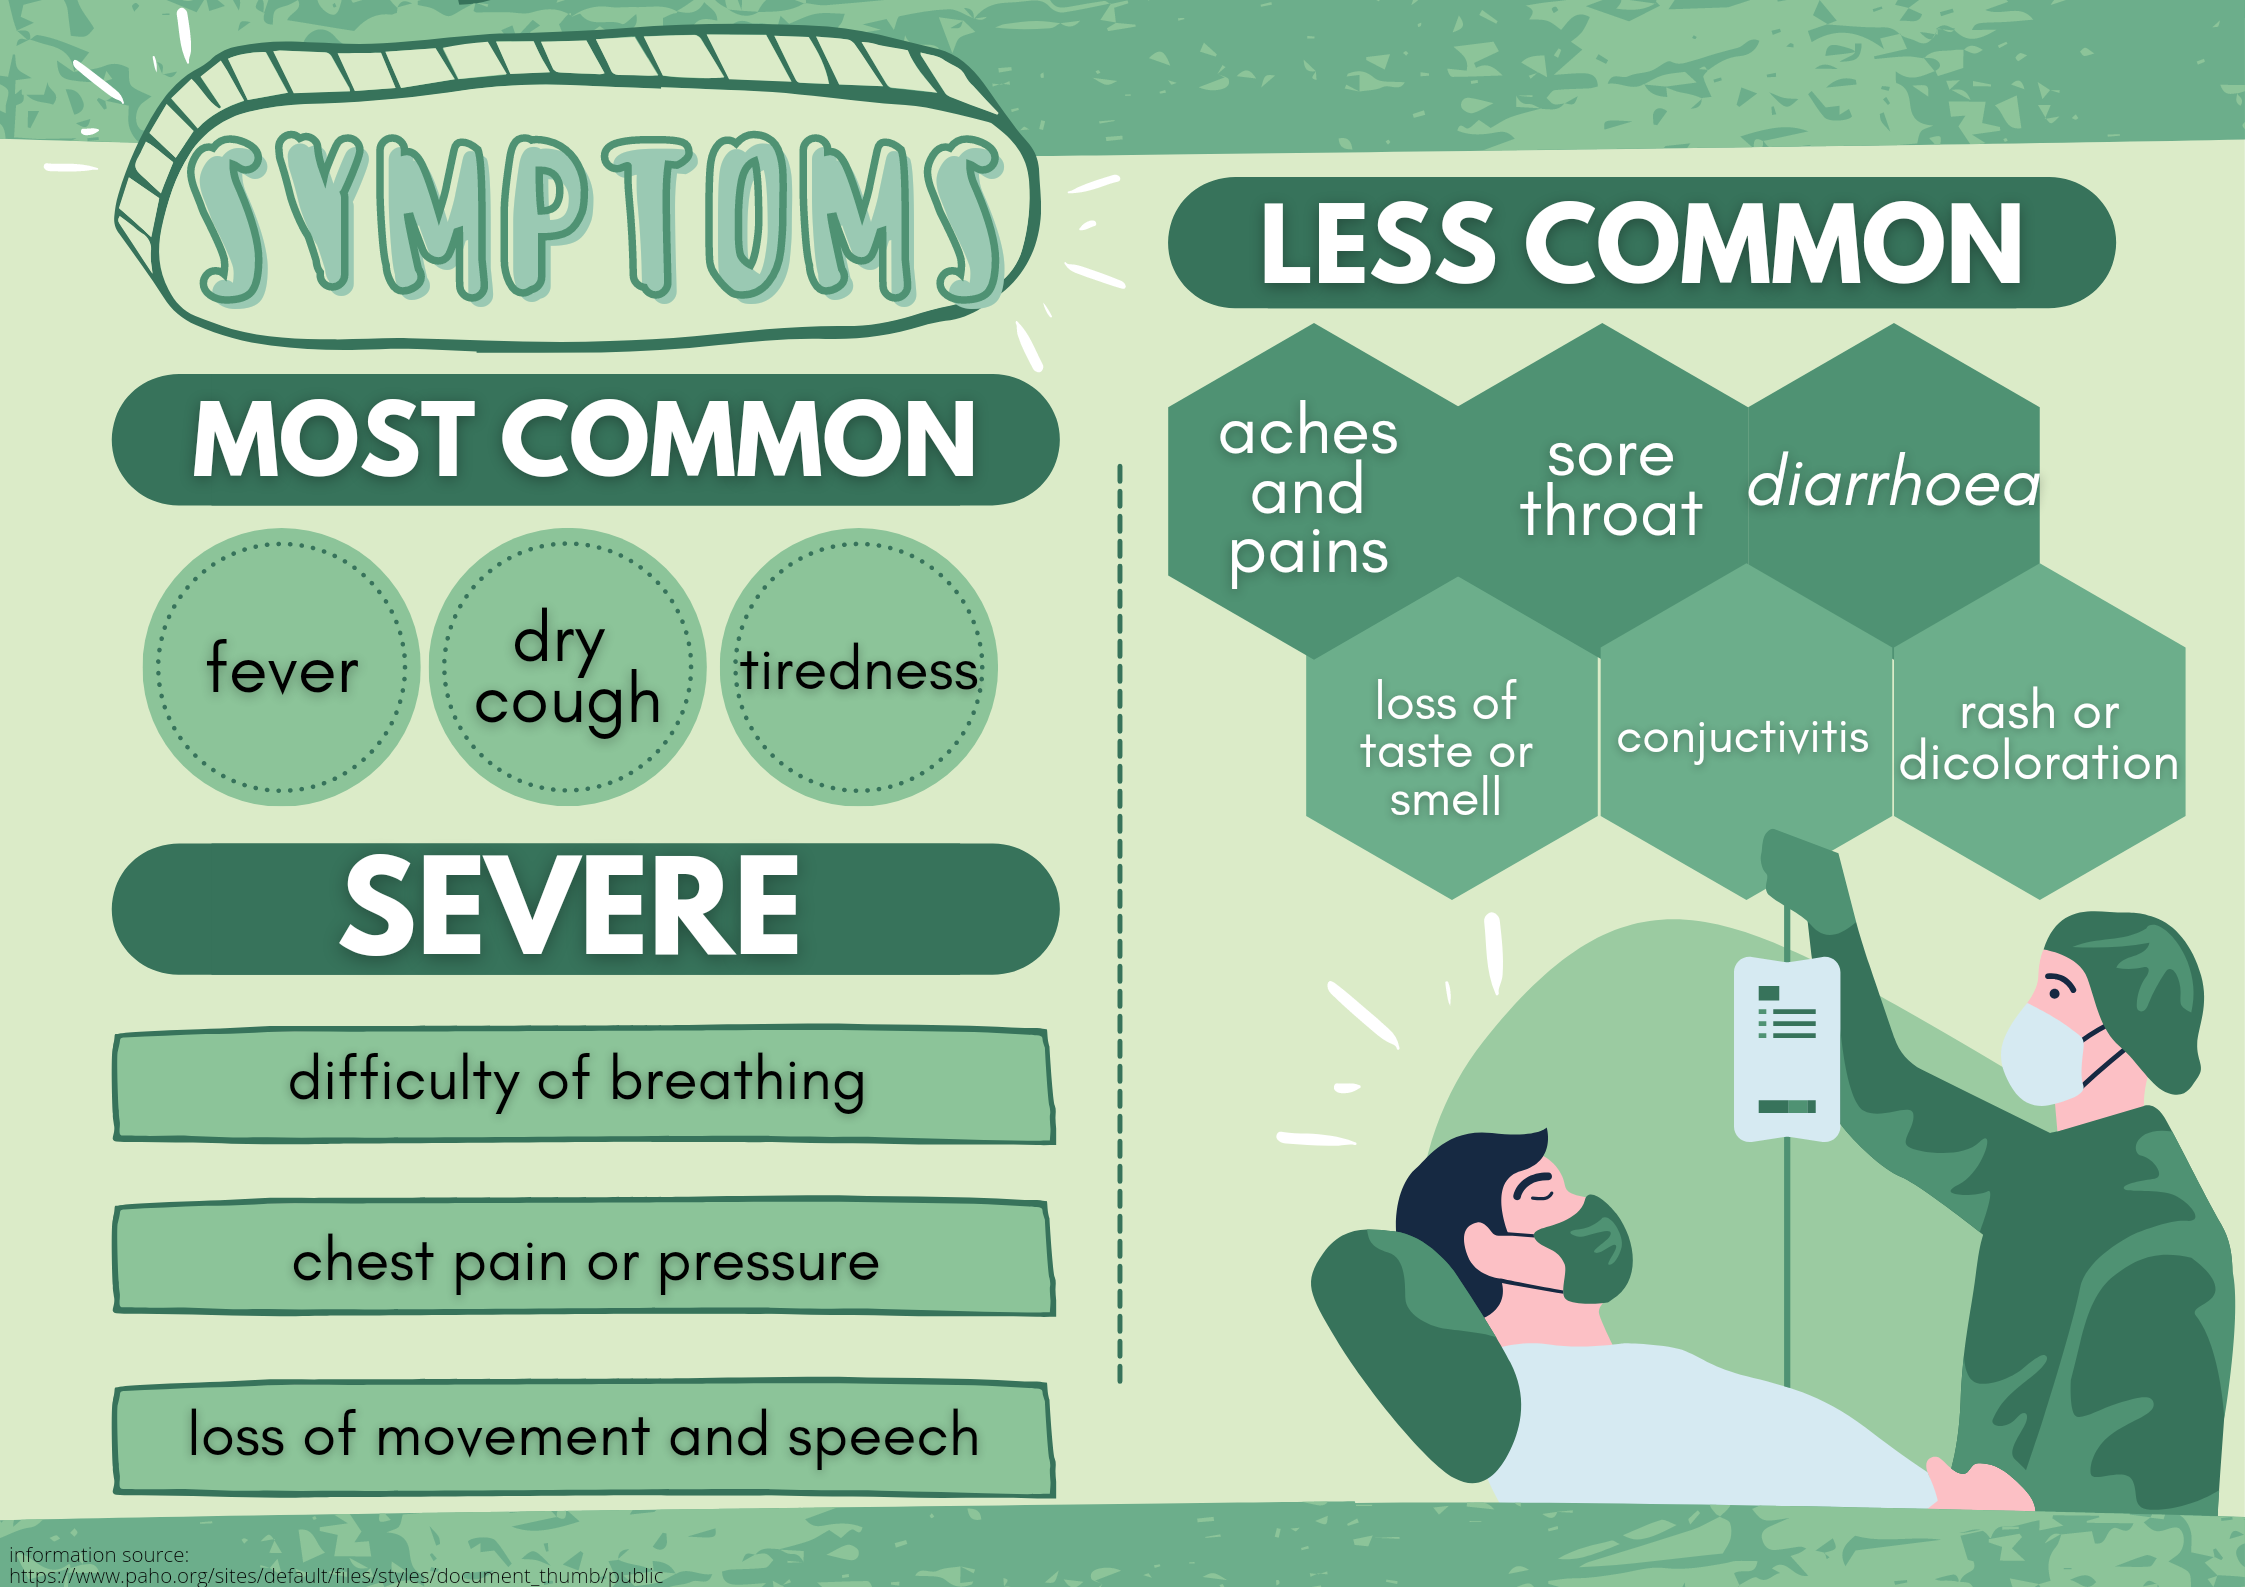 SYMPTOMS
MOST COMMON
fever
dry
cough
tiredness
SEVERE
difficulty of breathing
chest pain or pressure
loss of movement and speech
LESS COMMON
aches
and
pains
sore
throat
diarrhoea
loss of
taste or
smell
conjuctivitis
rash or
dicoloration
information source:
https://www.paho.org/sites/default/files/styles/document_thumb/public